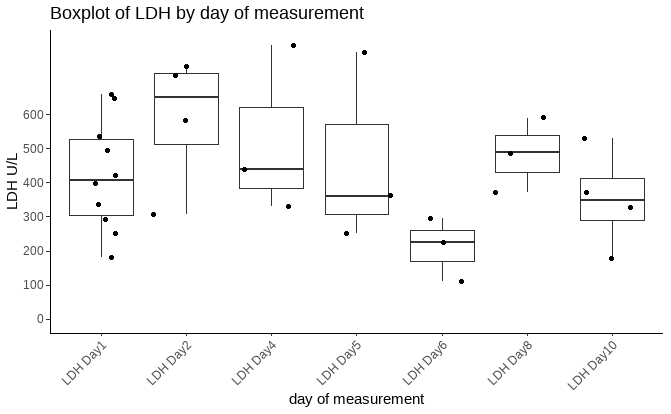 Boxplot of LDH by day of measurement
LDH U/L
600
500
400
300
200
100
0
LDH Day1
LDH Day2
LDH Day4
LDH Day5
LDH Day6
LDH Day8
LDH Day10
day of measurement